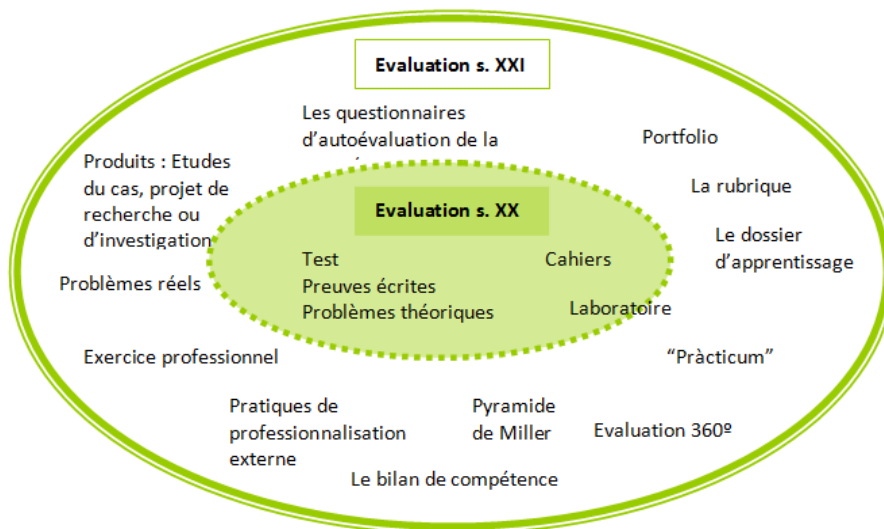 Evaluation s. XXI
Les questionnaires
d’autoévaluation de la
Portfolio
Produits : Etudes
du cas, projet de
recherche ou
d’investigation
La rubrique
Evaluation s. XX
Le dossier
d’apprentissage
Test
Cahiers
Preuves écrites
Problèmes théoriques
Laboratoire
Problèmes réels
Exercice professionnel
“Pràcticum”
Pratiques de
professionnalisation
externe
Pyramide
de Miller
Evaluation 360º
Le bilan de compétence